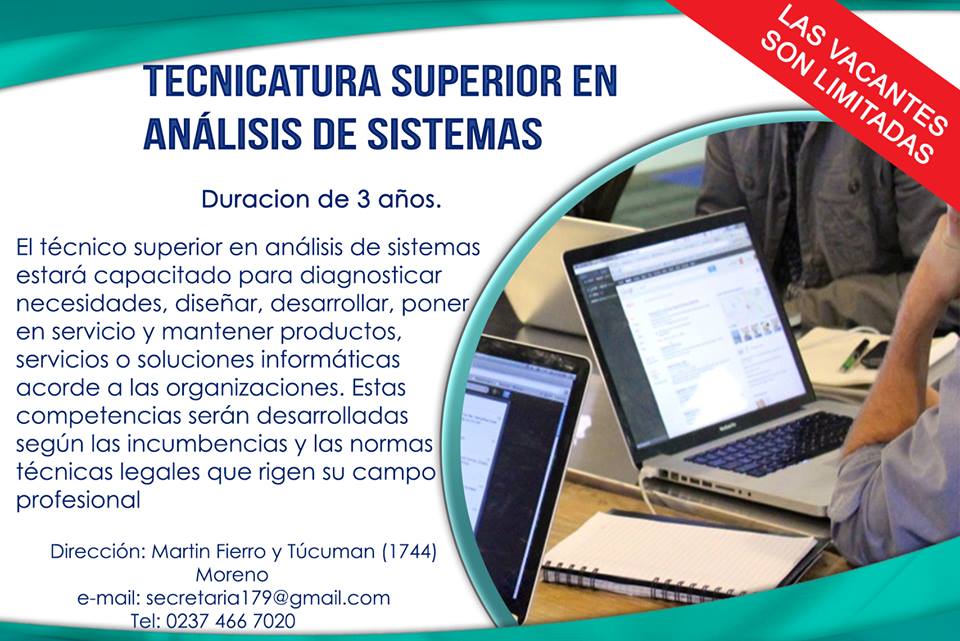 LAS VACANTES
SON LIMITADAS
TECNICATURA SUPERIOR EN
ANÁLISIS DE SISTEMAS
Duracion de 3 años.
El técnico superior en análisis de sistemas
estará capacitado para diagnosticar
necesidades, diseñar, desarrollar, poner
en servicio y mantener productos,
servicios o soluciones informáticas
acorde a las organizaciones. Estas
competencias serán desarrolladas
según las incumbencias y las normas
técnicas legales que rigen su campo
profesional
Dirección: Martin Fierro y Túcuman (1744)
Moreno
e-mail: secretaria179@gmail.com
Tel: 0237 466 7020